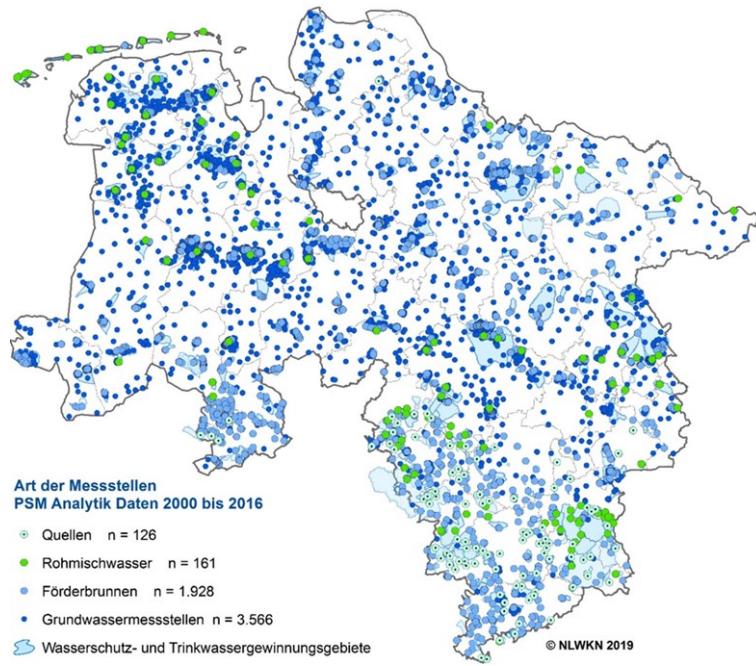 Art der Messstellen
PSM Analytik Daten 2000 bis 2016
Quellen n = 126
Rohmischwasser n = 161
Förderbrunnen n = 1.928
Grundwassermessstellen n = 3.566
Wasserschutz- und Trinkwassergewinnungsgebiete
© NLWKN 2019